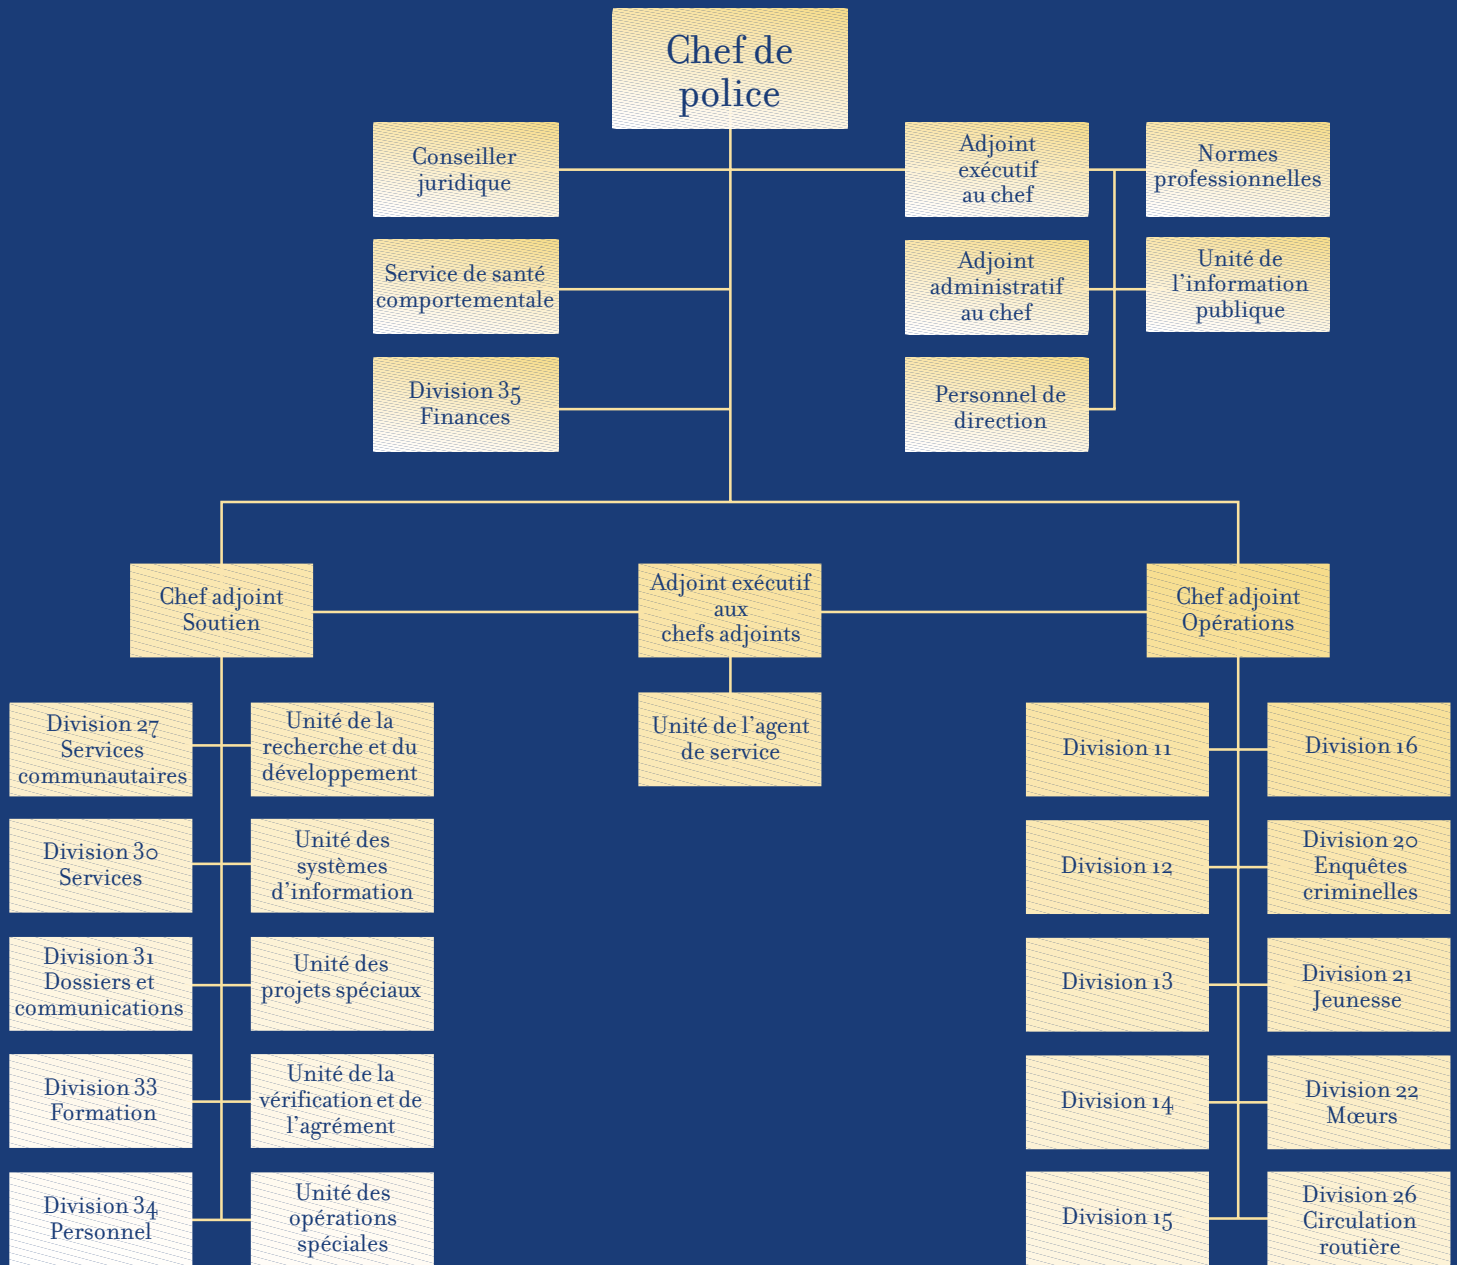 Chef de
police
Conseiller
juridique
Adjoint
exécutif
au chef
Normes
professionnelles
Service de santé
comportementale
Adjoint
administratif
au chef
Unité de
l'information
publique
Division 35
Finances
Personnel de
direction
Chef adjoint
Soutien
Adjoint exécutif
aux
chefs adjoints
Chef adjoint
Opérations
Unité de l'agent
de service
Division 27
Services
communautaires
Unité de la
recherche et du
développement
Division 30
Services
Unité des
systèmes
d'information
Division 31
Dossiers et
communications
Unité des
projets spéciaux
Division 33
Formation
Unité de la
vérification et de
l'agrément
Division 34
Personnel
Unité des
opérations
spéciales
Division 11
Division 16
Division 12
Division 20
Enquêtes
criminelles
Division 13
Division 21
Jeunesse
Division 14
Division 22
Mœurs
Division 15
Division 26
Circulation
routière